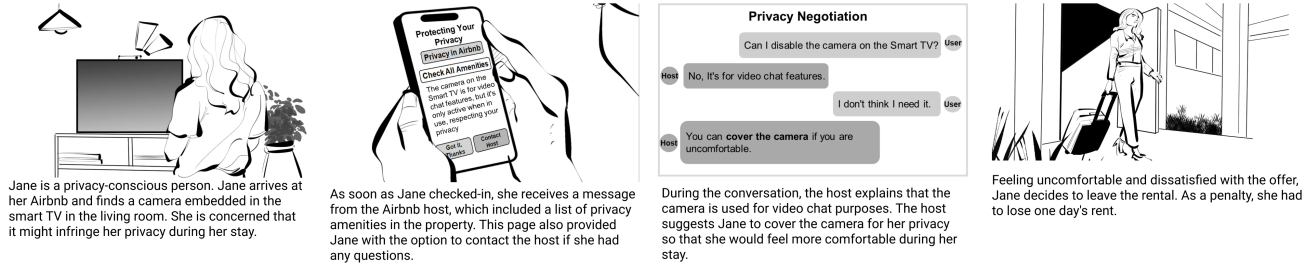 Jane is a privacy-conscious person. Jane arrives at
her Airbnb and finds a camera embedded in the
smart TV in the living room. She is concerned that
it might infringe her privacy during her stay.
Protecting Your
Privacy
Privacy in Airbnb
Check All Amenities
The camera on the
Smart TV is for video
chat features, but it's
only active when in
use, respecting your
privacy
Got It,
Thanks
Contact
Host
As soon as Jane checked-in, she receives a message
from the Airbnb host, which included a list of privacy
amenities in the property. This page also provided
Jane with the option to contact the host if she had
any questions.
Privacy Negotiation
Can I disable the camera on the Smart TV? User
Host No, It's for video chat features.
I don't think I need it. User
Host You can cover the camera if you are
uncomfortable.
During the conversation, the host explains that the
camera is used for video chat purposes. The host
suggests Jane to cover the camera for her privacy
so that she would feel more comfortable during her
stay.
Feeling uncomfortable and dissatisfied with the offer,
Jane decides to leave the rental. As a penalty, she had
to lose one day's rent.